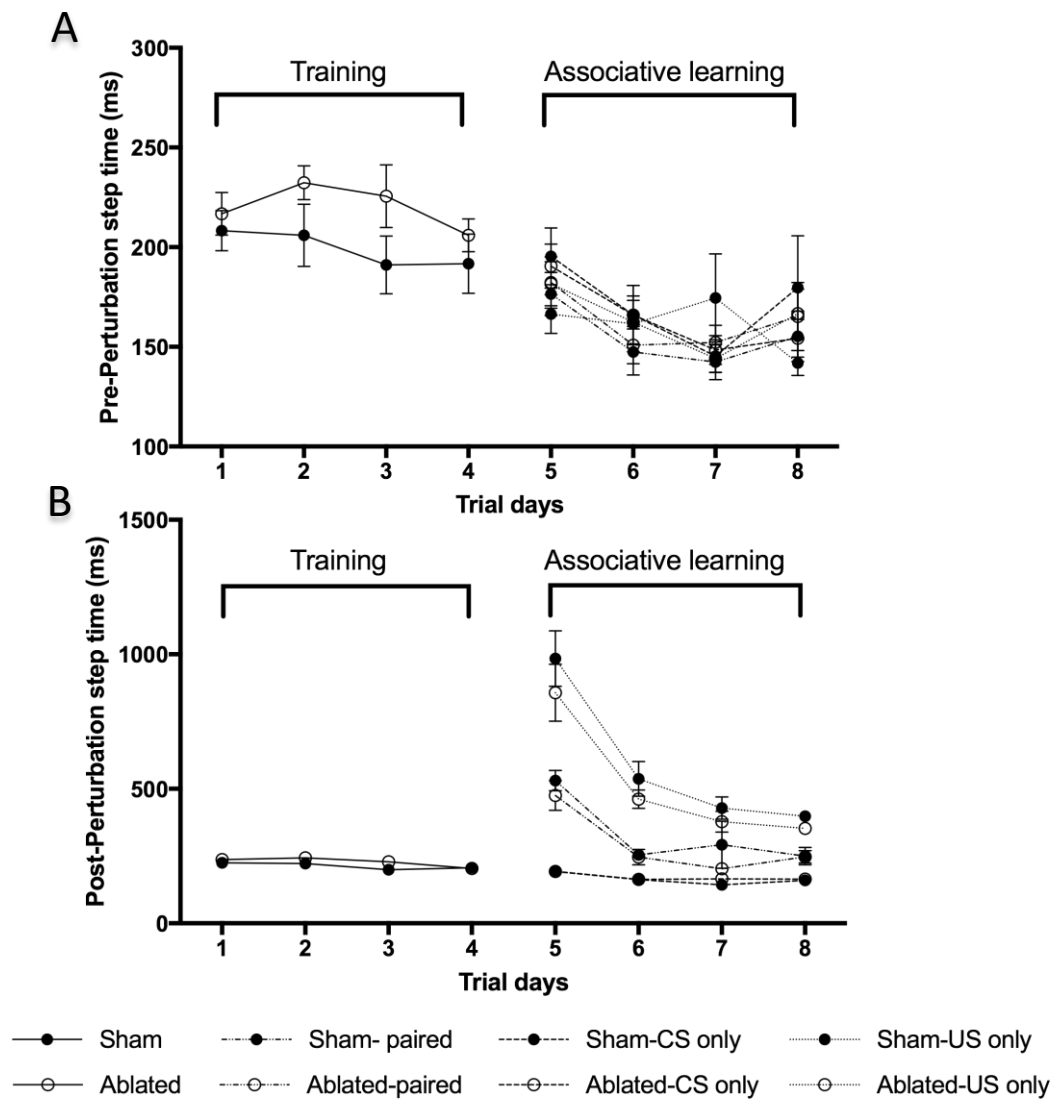 A
Pre-Perturbation step time (ms)
300
250
200
150
100
Training
Associative learning
1 2 3 4 5 6 7 8
Trial days
B
Post-Perturbation step time (ms)
1500
1000
500
0
Training
Associative learning
1 2 3 4 5 6 7 8
Trial days
Sham Sham- paired Sham-CS only Sham-US only
Ablated Ablated-paired Ablated-CS only Ablated-US only